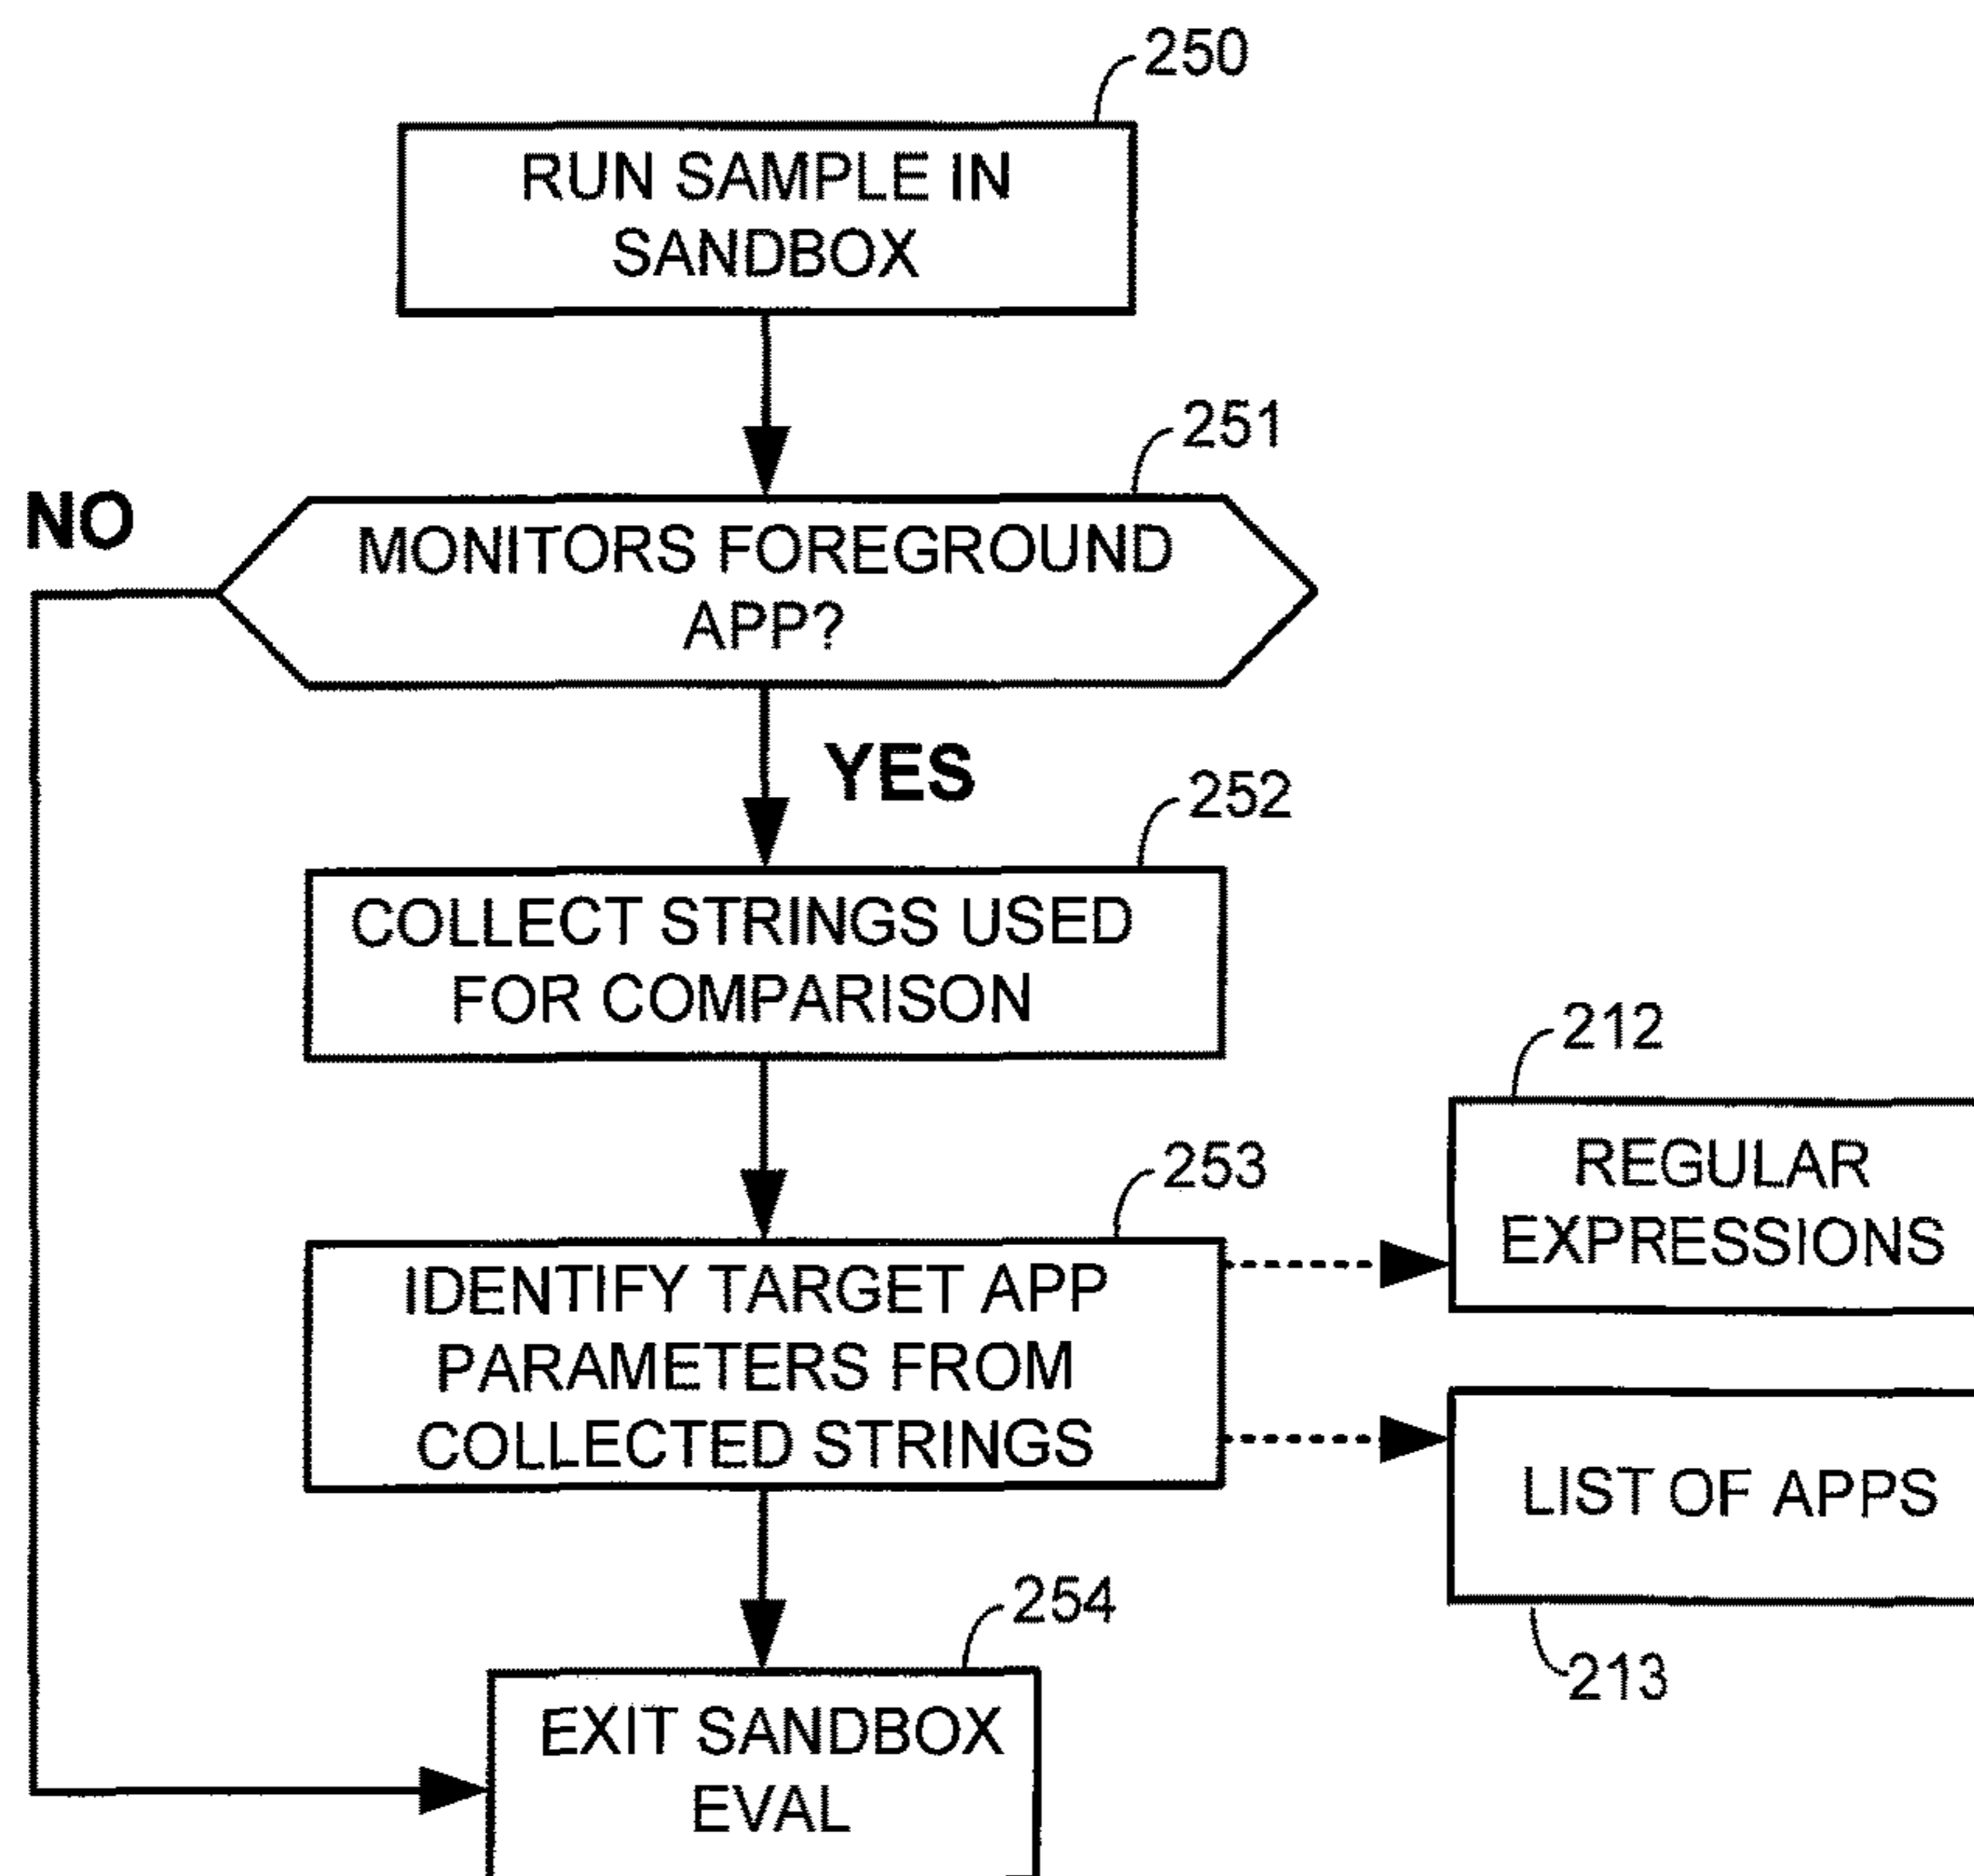 250
RUN SAMPLE IN
SANDBOX
251
NO
MONITORS FOREGROUND
APP?
YES
252
COLLECT STRINGS USED
FOR COMPARISON
212
REGULAR
EXPRESSIONS
253
IDENTIFY TARGET APP
PARAMETERS FROM
COLLECTED STRINGS
LIST OF APPS
213
254
EXIT SANDBOX
EVAL